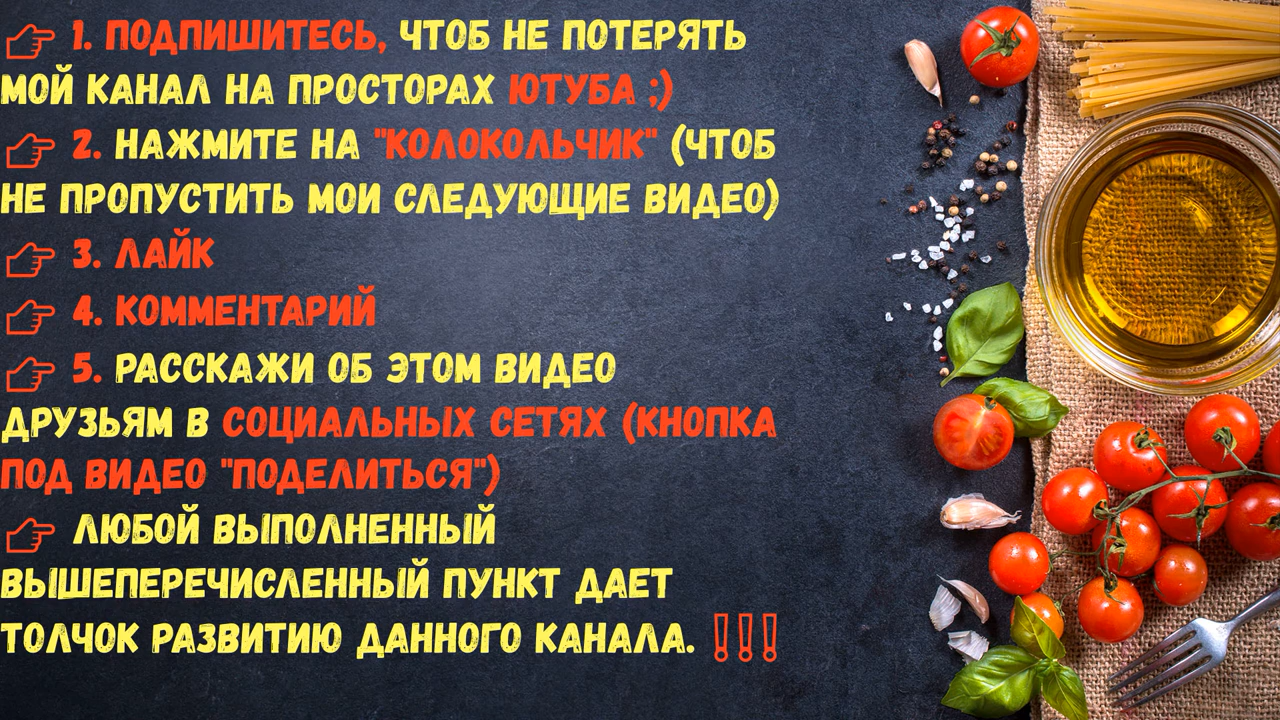 👉 1. ПОДПИШИТЕСЬ, ЧТОБ НЕ ПОТЕРЯТЬ
МОЙ КАНАЛ НА ПРОСТОРАХ ЮТУБА ;)
👉 2. НАЖМИТЕ НА "КОЛОКОЛЬЧИК" (ЧТОБ
НЕ ПРОПУСТИТЬ МОИ СЛЕДУЮЩИЕ ВИДЕО)
👉 3. ЛАЙК
👉 4. КОММЕНТАРИЙ
👉 5. РАССКАЖИ ОБ ЭТОМ ВИДЕО
ДРУЗЬЯМ В СОЦИАЛЬНЫХ СЕТЯХ (КНОПКА
ПОД ВИДЕО "ПОДЕЛИТЬСЯ")
👉 ЛЮБОЙ ВЫПОЛНЕННЫЙ
ВЫШЕПЕРЕЧИСЛЕННЫЙ ПУНКТ ДАЕТ
ТОЛЧОК РАЗВИТИЮ ДАННОГО КАНАЛА. !!!